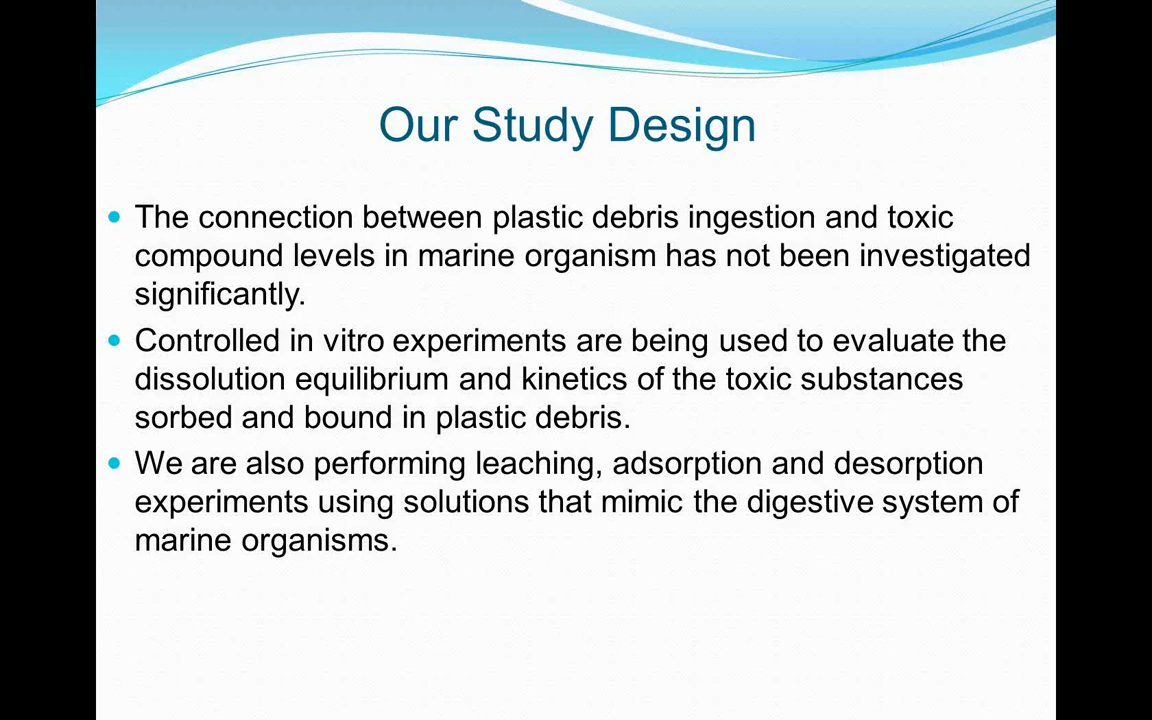 Our Study Design
The connection between plastic debris ingestion and toxic
compound levels in marine organism has not been investigated
significantly.
Controlled in vitro experiments are being used to evaluate the
dissolution equilibrium and kinetics of the toxic substances
sorbed and bound in plastic debris.
We are also performing leaching, adsorption and desorption
experiments using solutions that mimic the digestive system of
marine organisms.